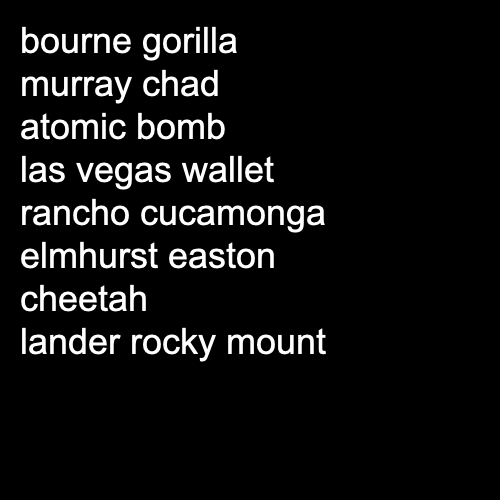 bourne gorilla
murray chad
atomic bomb
las vegas wallet
rancho cucamonga
elmhurst easton
cheetah
lander rocky mount